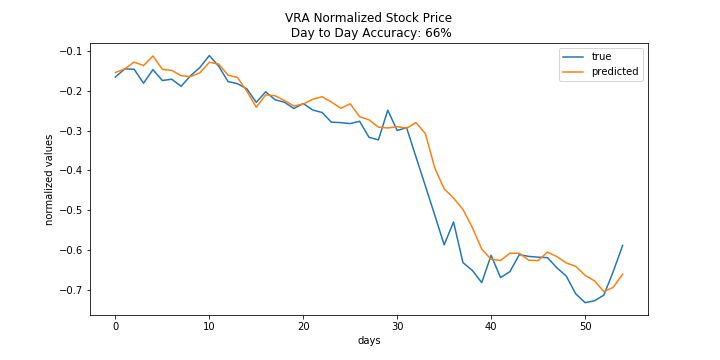 VRA Normalized Stock Price
Day to Day Accuracy: 66%
true
predicted
normalized values
−0.1
−0.2
−0.3
−0.4
−0.5
−0.6
−0.7
0
10
20
30
40
50
days